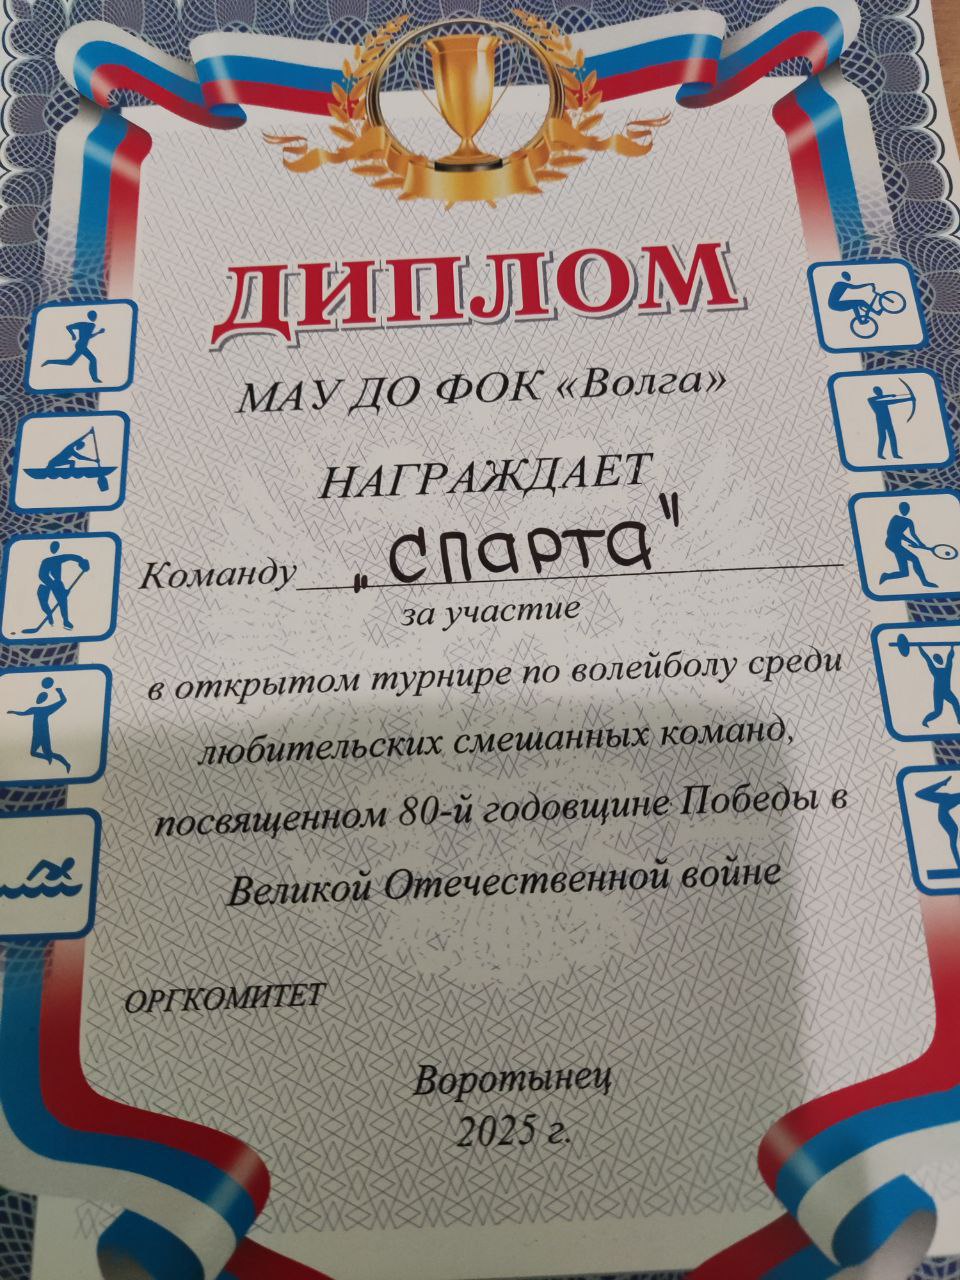 ДИПЛОМ
МАУ ДО ФОК «Волга»
НАГРАЖДАЕТ
Команду „Спарта"
за участие
в открытом турнире по волейболу среди
любительских смешанных команд,
посвященном 80-й годовщине Победы в
Великой Отечественной войне
ОРГКОМИТЕТ
Воротынец
2025 г.